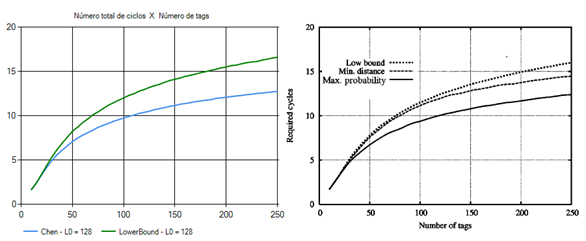 Número total de ciclos X Número de tags
20
15
10
5
0
0
50
100
150
200
250
Chen - L0 = 128
LowerBound - L0 = 128
20
15
10
5
0
Required cycles
Low bound
Min. distance
Max. probability
0
50
100
150
200
250
Number of tags